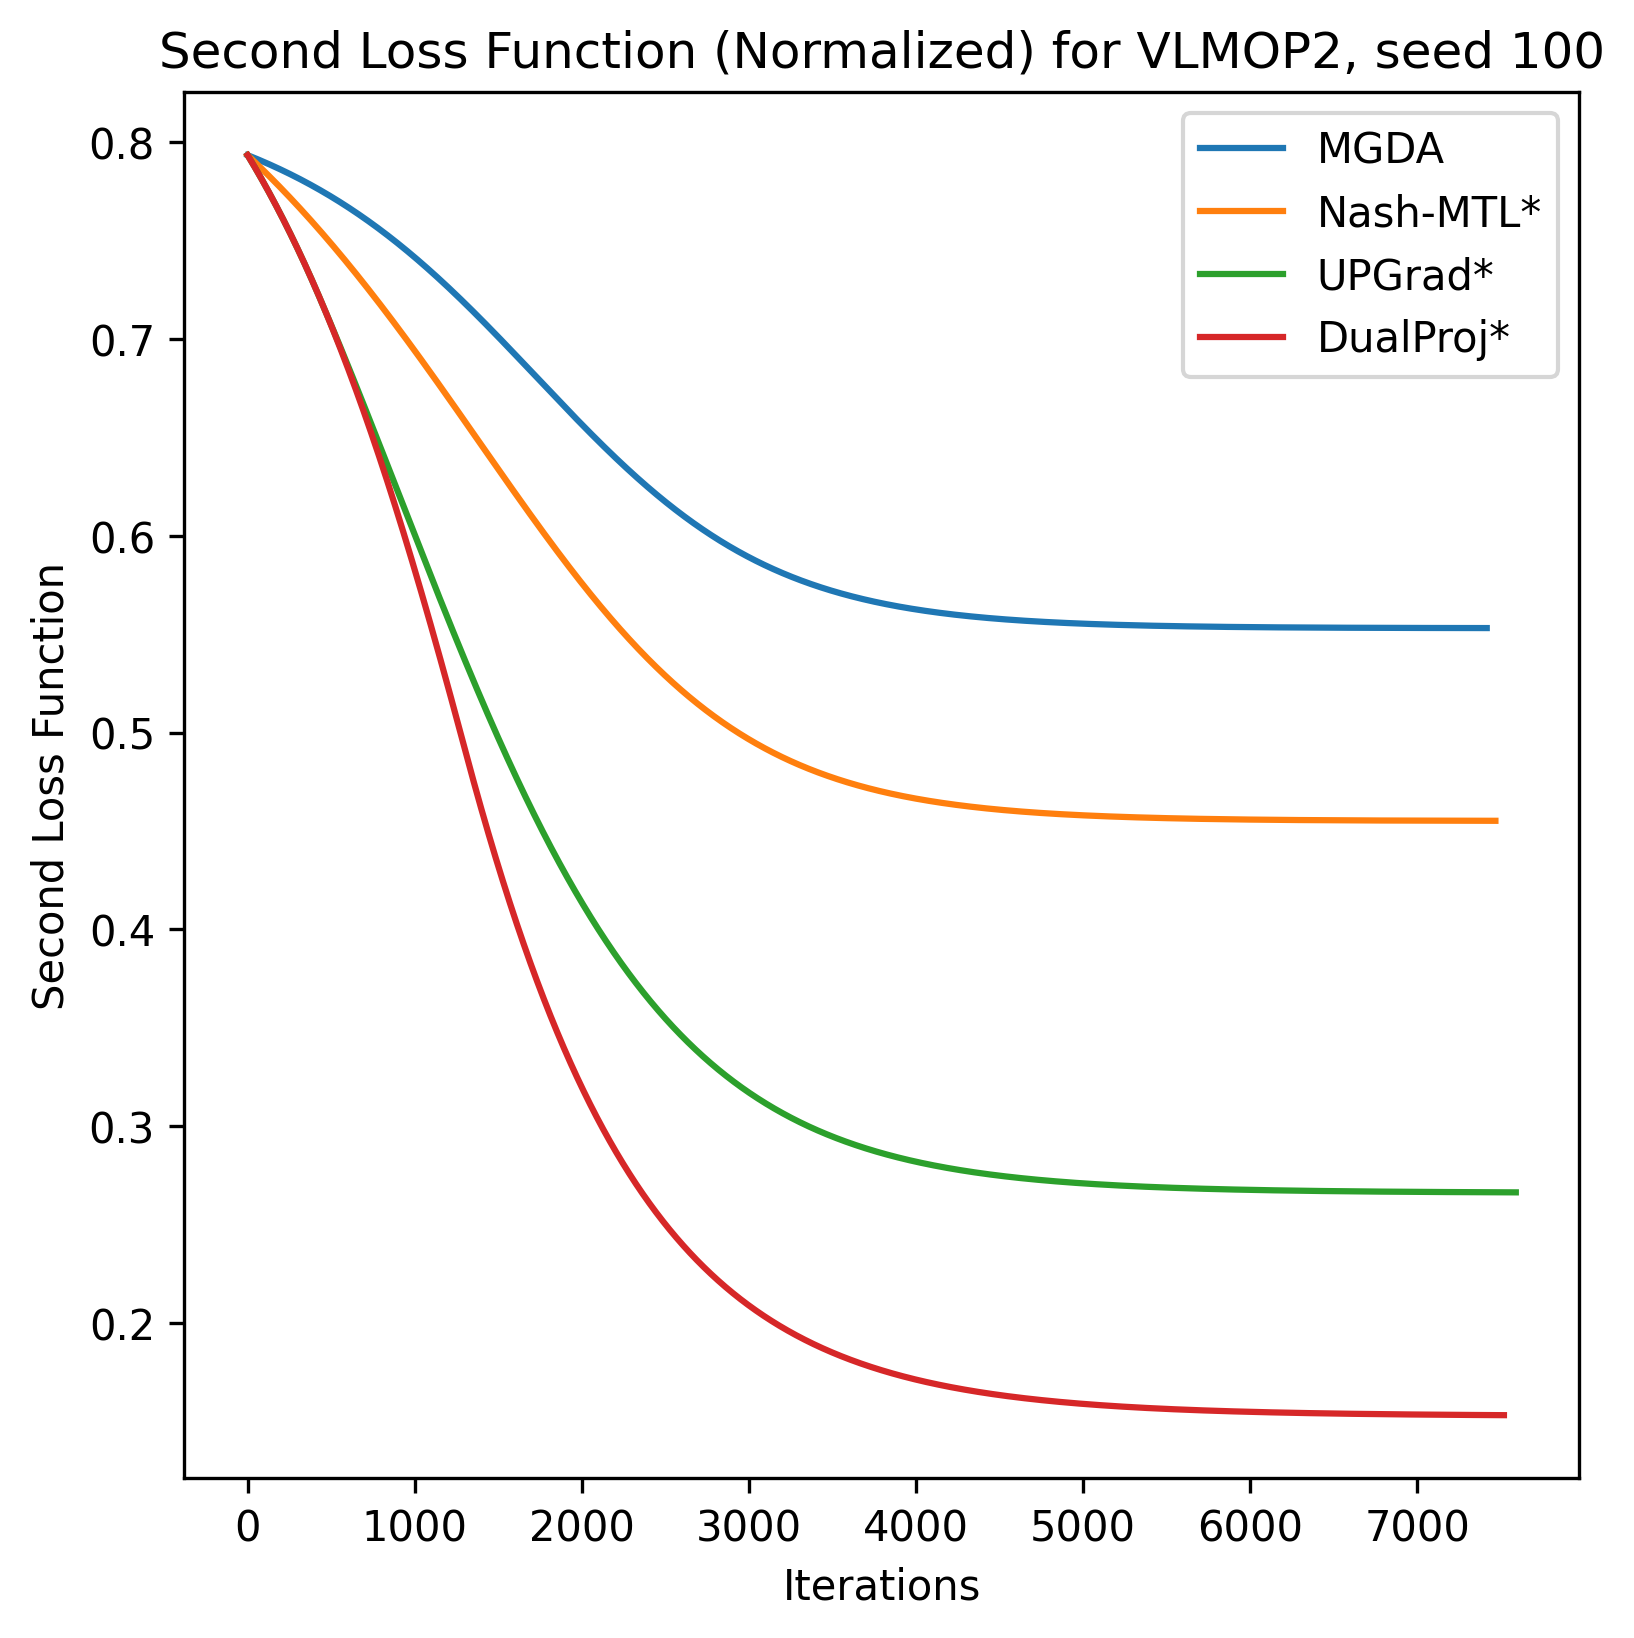 Second Loss Function (Normalized) for VLMOP2, seed 100
MGDA
Nash-MTL*
UPGrad*
DualProj*
Second Loss Function
0.8
0.7
0.6
0.5
0.4
0.3
0.2
0 1000 2000 3000 4000 5000 6000 7000
Iterations